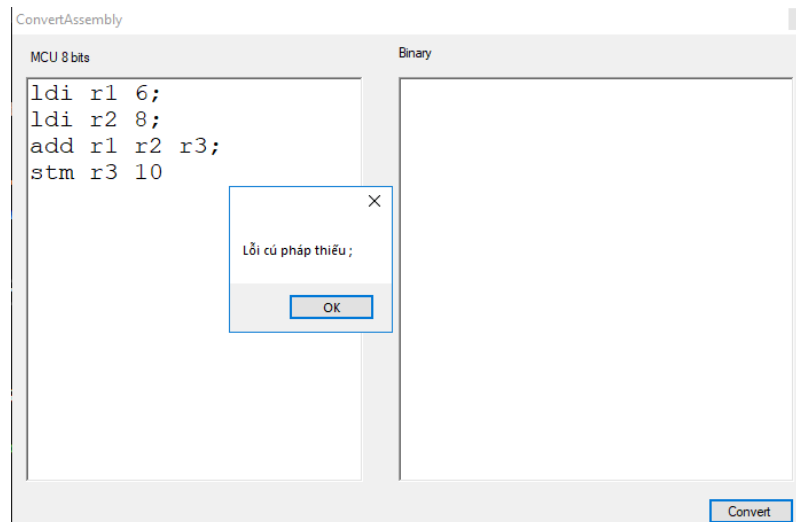 ConvertAssembly
MCU 8 bits
Binary
ldi r1 6;
ldi r2 8;
add r1 r2 r3;
stm r3 10
Lỗi cú pháp thiếu ;
OK
Convert